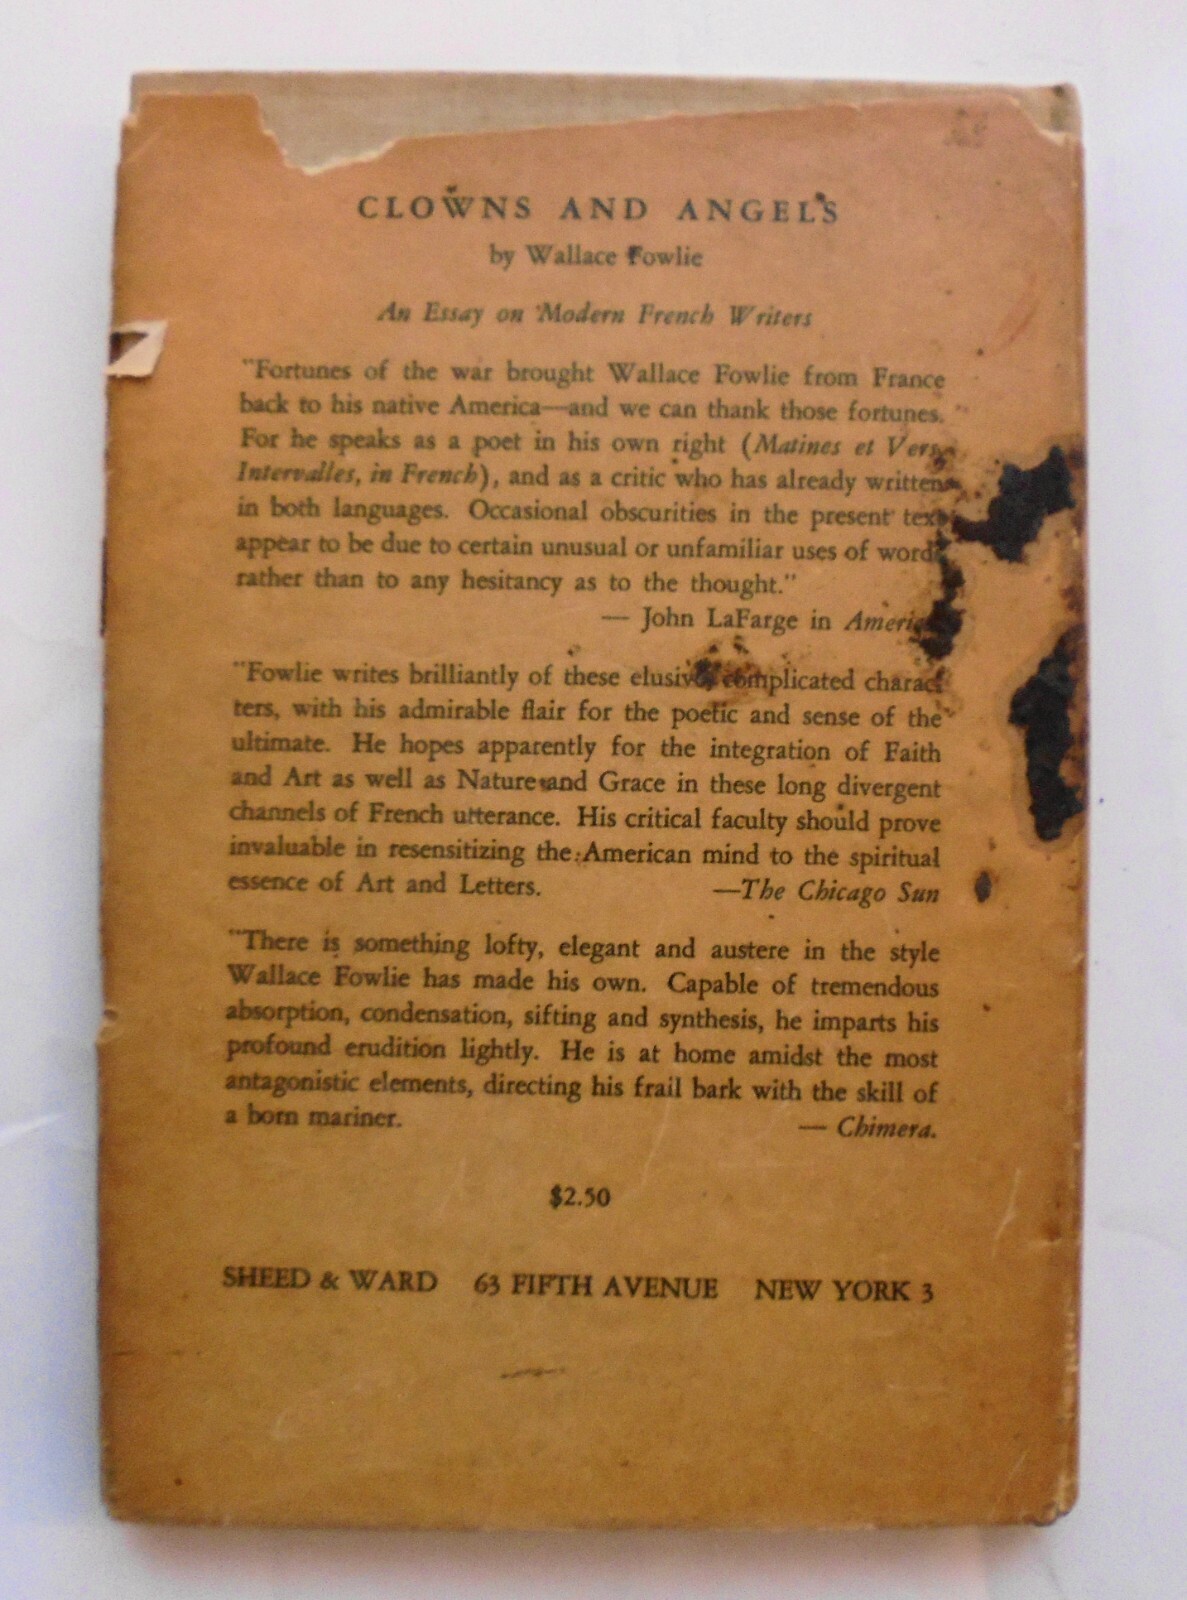 CLOWNS AND ANGELS
by Wallace Fowlie
An Essay on Modern French Writers
"Fortunes of the war brought Wallace Fowlie from France
back to his native America—and we can thank those fortunes.
For he speaks as a poet in his own right (Matines et Vers,
Intervalles, in French), and as a critic who has already written
in both languages. Occasional obscurities in the present text
appear to be due to certain unusual or unfamiliar uses of words
rather than to any hesitancy as to the thought."
— John LaFarge in America
"Fowlie writes brilliantly of these elusive, complicated charac-
ters, with his admirable flair for the poetic and sense of the
ultimate. He hopes apparently for the integration of Faith
and Art as well as Nature and Grace in these long divergent
channels of French utterance. His critical faculty should prove
invaluable in resensitizing the American mind to the spiritual
essence of Art and Letters. —The Chicago Sun
"There is something lofty, elegant and austere in the style
Wallace Fowlie has made his own. Capable of tremendous
absorption, condensation, sifting and synthesis, he imparts his
profound erudition lightly. He is at home amidst the most
antagonistic elements, directing his frail bark with the skill of
a born mariner. — Chimera.
$2.50
SHEED & WARD 63 FIFTH AVENUE NEW YORK 3